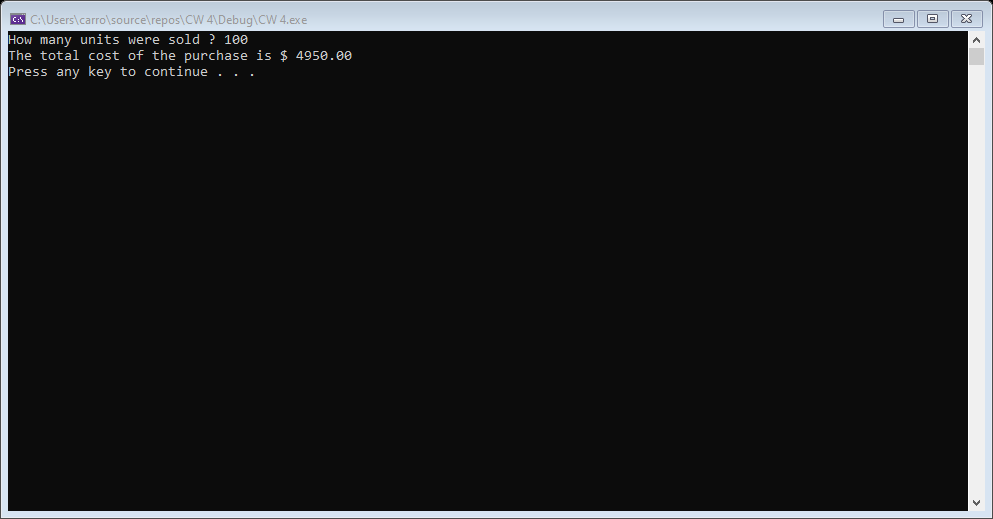 C:\Users\carro\source\repos\CW 4\Debug\CW 4.exe
How many units were sold ? 100
The total cost of the purchase is $ 4950.00
Press any key to continue . . .